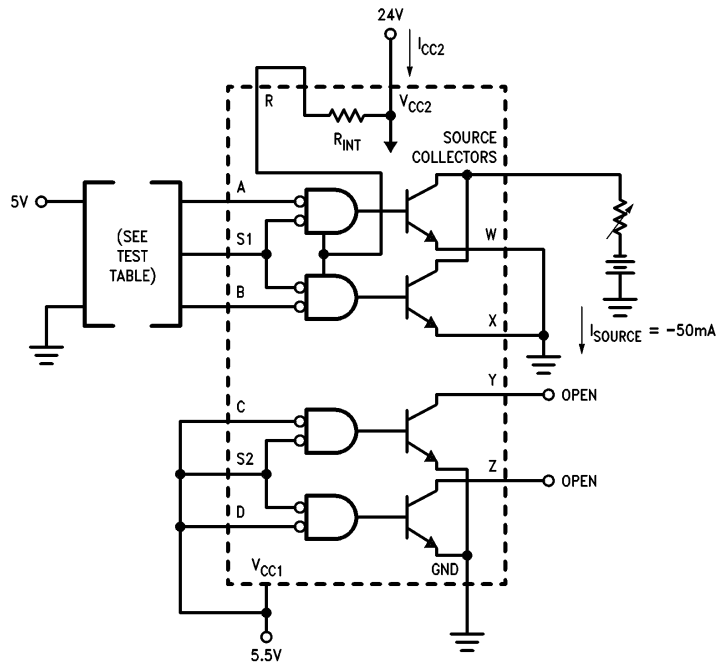 24V
ICC2
R
VCC2
RINT
SOURCE
COLLECTORS
A
5V
(SEE
TEST
TABLE)
S1
W
B
X
ISOURCE = -50mA
Y
OPEN
C
S2
Z
OPEN
D
VCC1
GND
5.5V